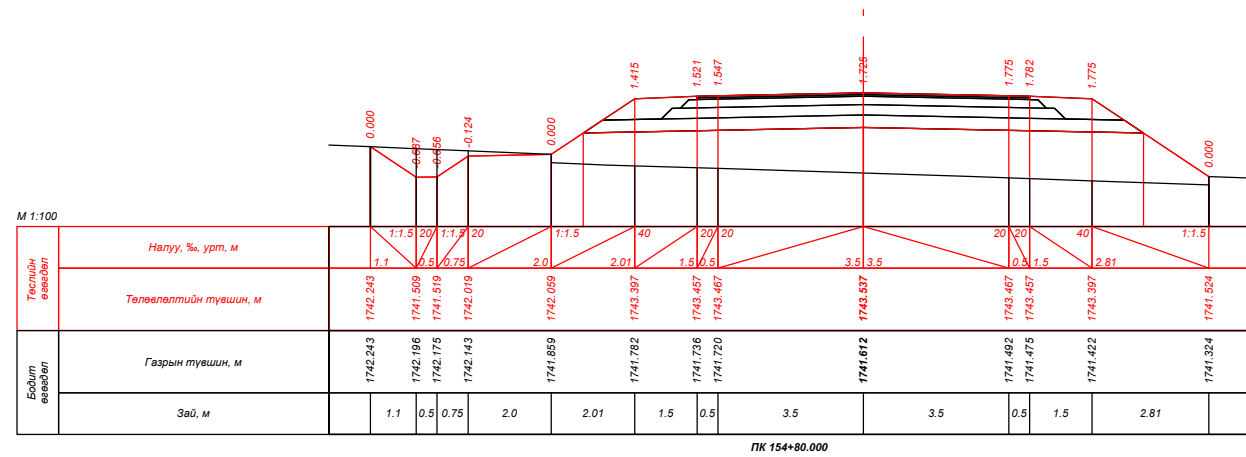 0.000
-0.687
-0.656
-0.124
0.000
1.415
1.521
1.547
1.725
1.775
1.782
1.775
0.000
М 1:100
Төслийн өгөгдөл
Налуу, ‰, урт, м
1:1.5 20 1:1.5 20 1:1.5 40 20 20 20 20 40 1:1.5
1.1 0.5 0.75 2.0 2.01 1.5 0.5 3.5 3.5 0.5 1.5 2.81
Төлөвлөлтийн түвшин, м
1742.243 1741.509 1741.519 1742.019 1742.059 1743.397 1743.457 1743.467 1743.537 1743.467 1743.457 1743.397 1741.524
Бодит өгөгдөл
Газрын түвшин, м
1742.243 1742.196 1742.175 1742.143 1741.859 1741.782 1741.736 1741.720 1741.612 1741.492 1741.475 1741.422 1741.324
Зай, м
1.1 0.5 0.75 2.0 2.01 1.5 0.5 3.5 3.5 0.5 1.5 2.81
ПК 154+80.000